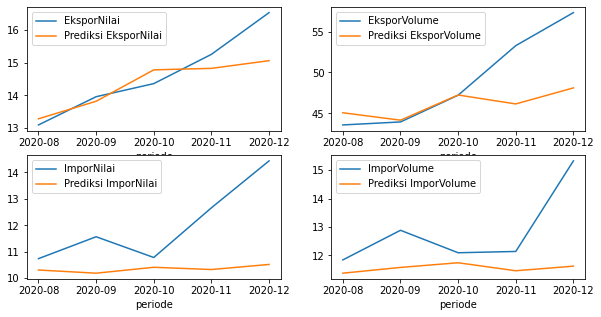 EksporNilai
Prediksi EksporNilai
16
15
14
13
2020-08 2020-09 2020-10 2020-11 2020-12
periode
EksporVolume
Prediksi EksporVolume
55
50
45
2020-08 2020-09 2020-10 2020-11 2020-12
periode
ImporNilai
Prediksi ImporNilai
14
13
12
11
10
2020-08 2020-09 2020-10 2020-11 2020-12
periode
ImporVolume
Prediksi ImporVolume
15
14
13
12
2020-08 2020-09 2020-10 2020-11 2020-12
periode